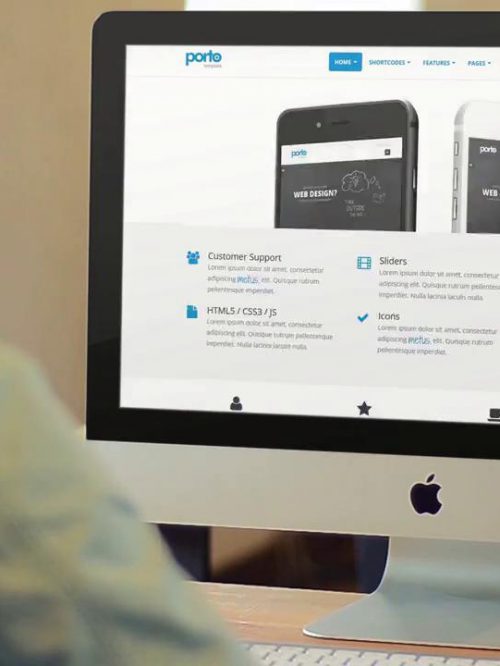 porto
template
HOME SHORTCODES FEATURES PAGES
porto
WEB DESIGN?
porto
WEB
Customer Support
Lorem ipsum dolor sit amet, consectetur
adipiscing metus, elit. Quisque rutrum
pellentesque imperdiet.
Sliders
Lorem ipsum dolor sit amet, consectetur
adipiscing elit. Quisque rutrum pellentesque
imperdiet. Nulla lacinia iaculis nulla.
HTML5 / CSS3 / JS
Lorem ipsum dolor sit amet, consectetur
adipiscing elit. Quisque rutrum pellentesque
imperdiet. Nulla lacinia iaculis nulla.
Icons
Lorem ipsum dolor sit amet, consectetur
adipiscing metus, elit. Quisque rutrum
pellentesque imperdiet.